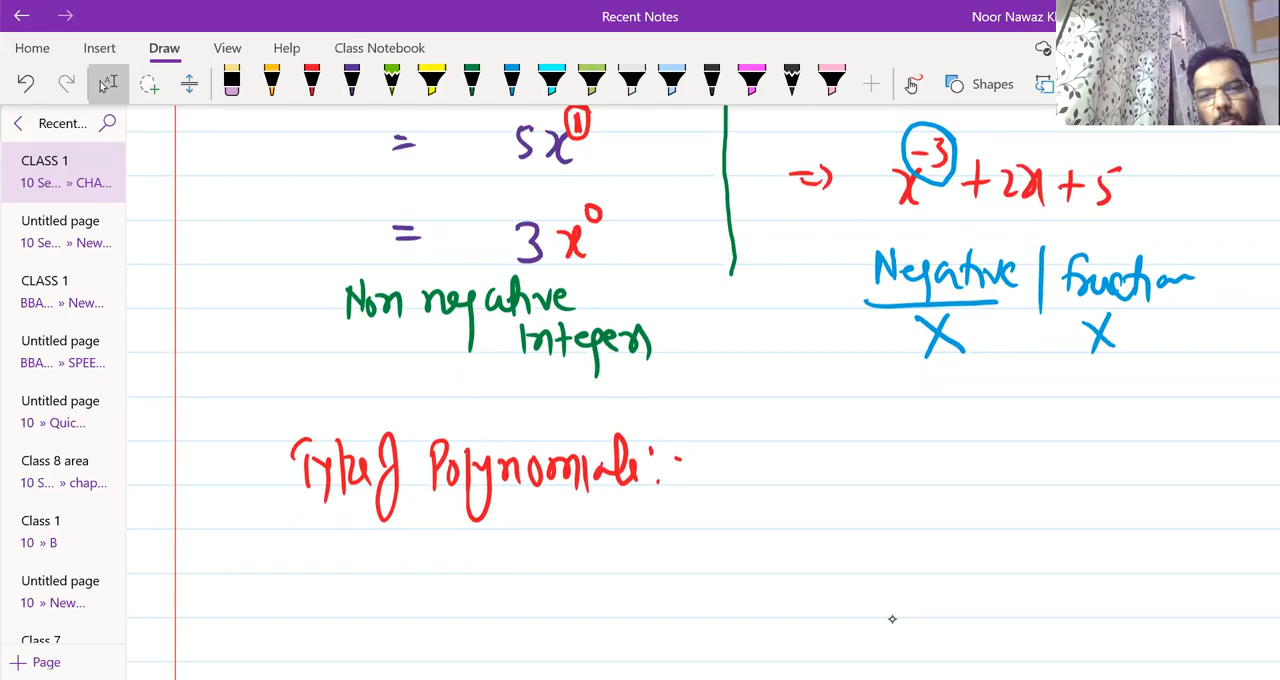 Recent Notes
Noor Nawaz Kh
Home Insert Draw View Help Class Notebook
Shapes
Recent...
CLASS 1
10 Se... » CHA...
Untitled page
10 Se... » New...
CLASS 1
BBA... » New...
Untitled page
BBA... » SPEE...
Untitled page
10 » Quic...
Class 8 area
10 S... » chap...
Class 1
10 » B
Untitled page
10 » New...
Class 7
+ Page
= 5x¹
= 3x⁰
Non negative
Integers
=> x⁻³ + 2x + 5
Negative | fraction
X X
Type of Polynomials :-